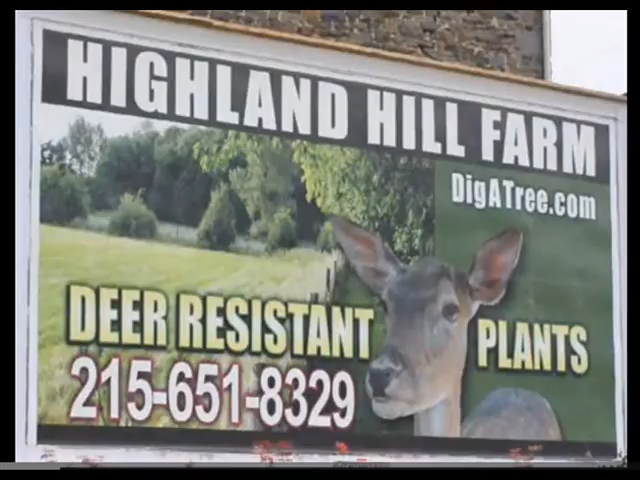 HIGHLAND HILL FARM
DigATree.com
DEER RESISTANT PLANTS
215-651-8329